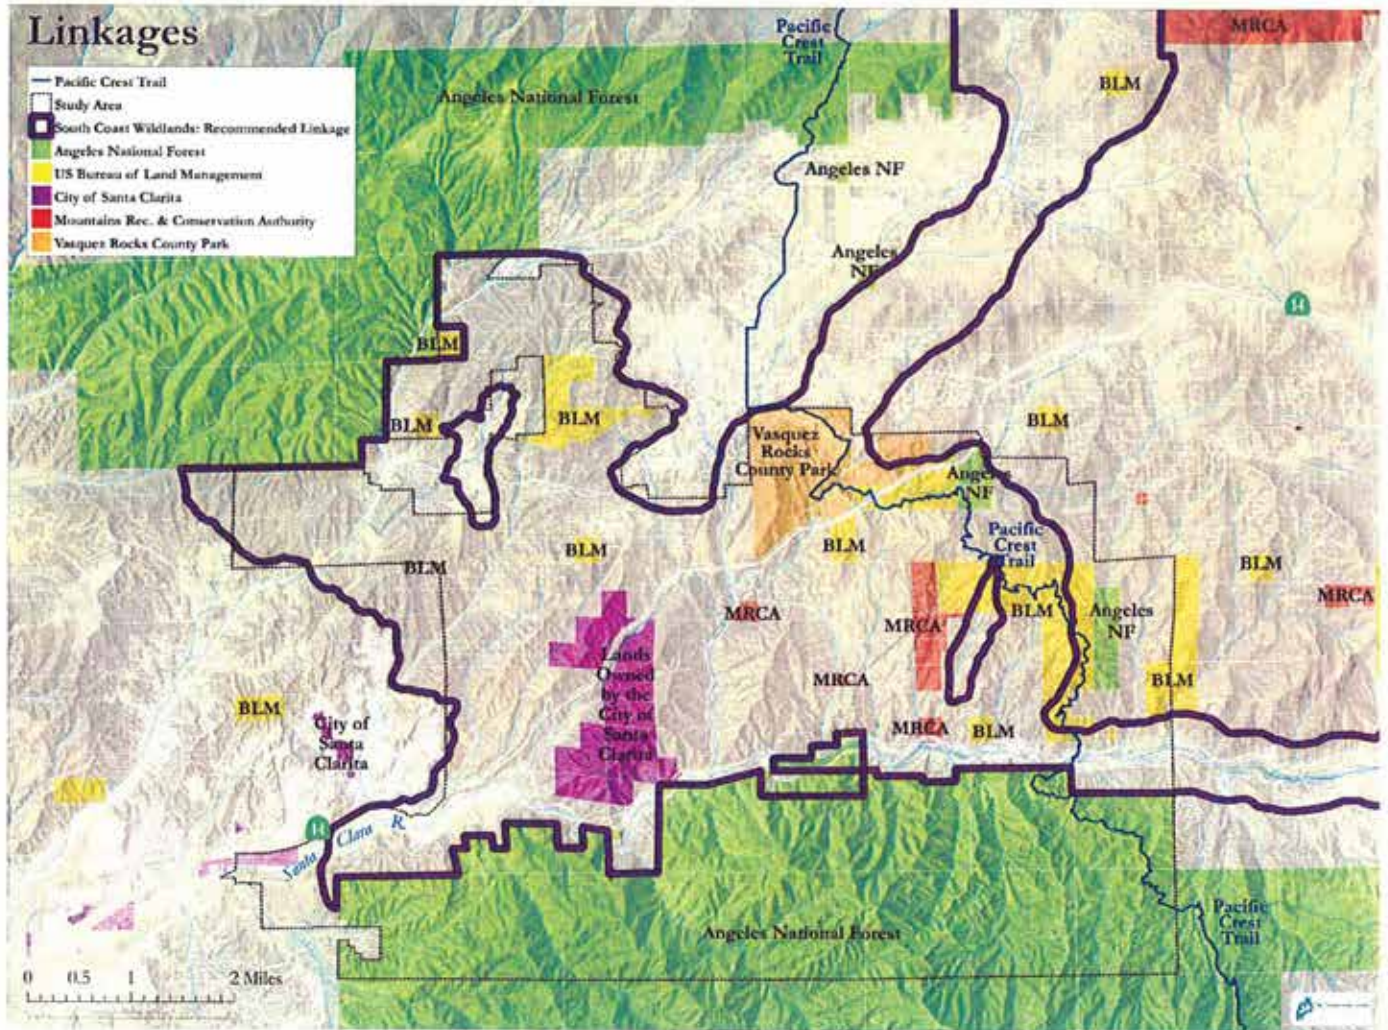 Linkages
Pacific Crest Trail
Study Area
South Coast Wildlands: Recommended Linkage
Angeles National Forest
US Bureau of Land Management
City of Santa Clarita
Mountains Rec. & Conservation Authority
Vasquez Rocks County Park
Pacific
Crest
Trail
MRCA
BLM
Angeles National Forest
Angeles NF
Angeles
NF
14
BLM
BLM
BLM
BLM
Vasquez
Rocks
County Park
Angeles
NF
Pacific
Crest
Trail
BLM
BLM
BLM
BLM
MRCA
MRCA
MRCA
BLM
Angeles
NF
Lands
Owned
by the
City of
Santa
Clarita
MRCA
BLM
BLM
City of
Santa
Clarita
MRCA
BLM
14
Santa Clara R
Angeles National Forest
Pacific
Crest
Trail
0 0.5 1 2 Miles